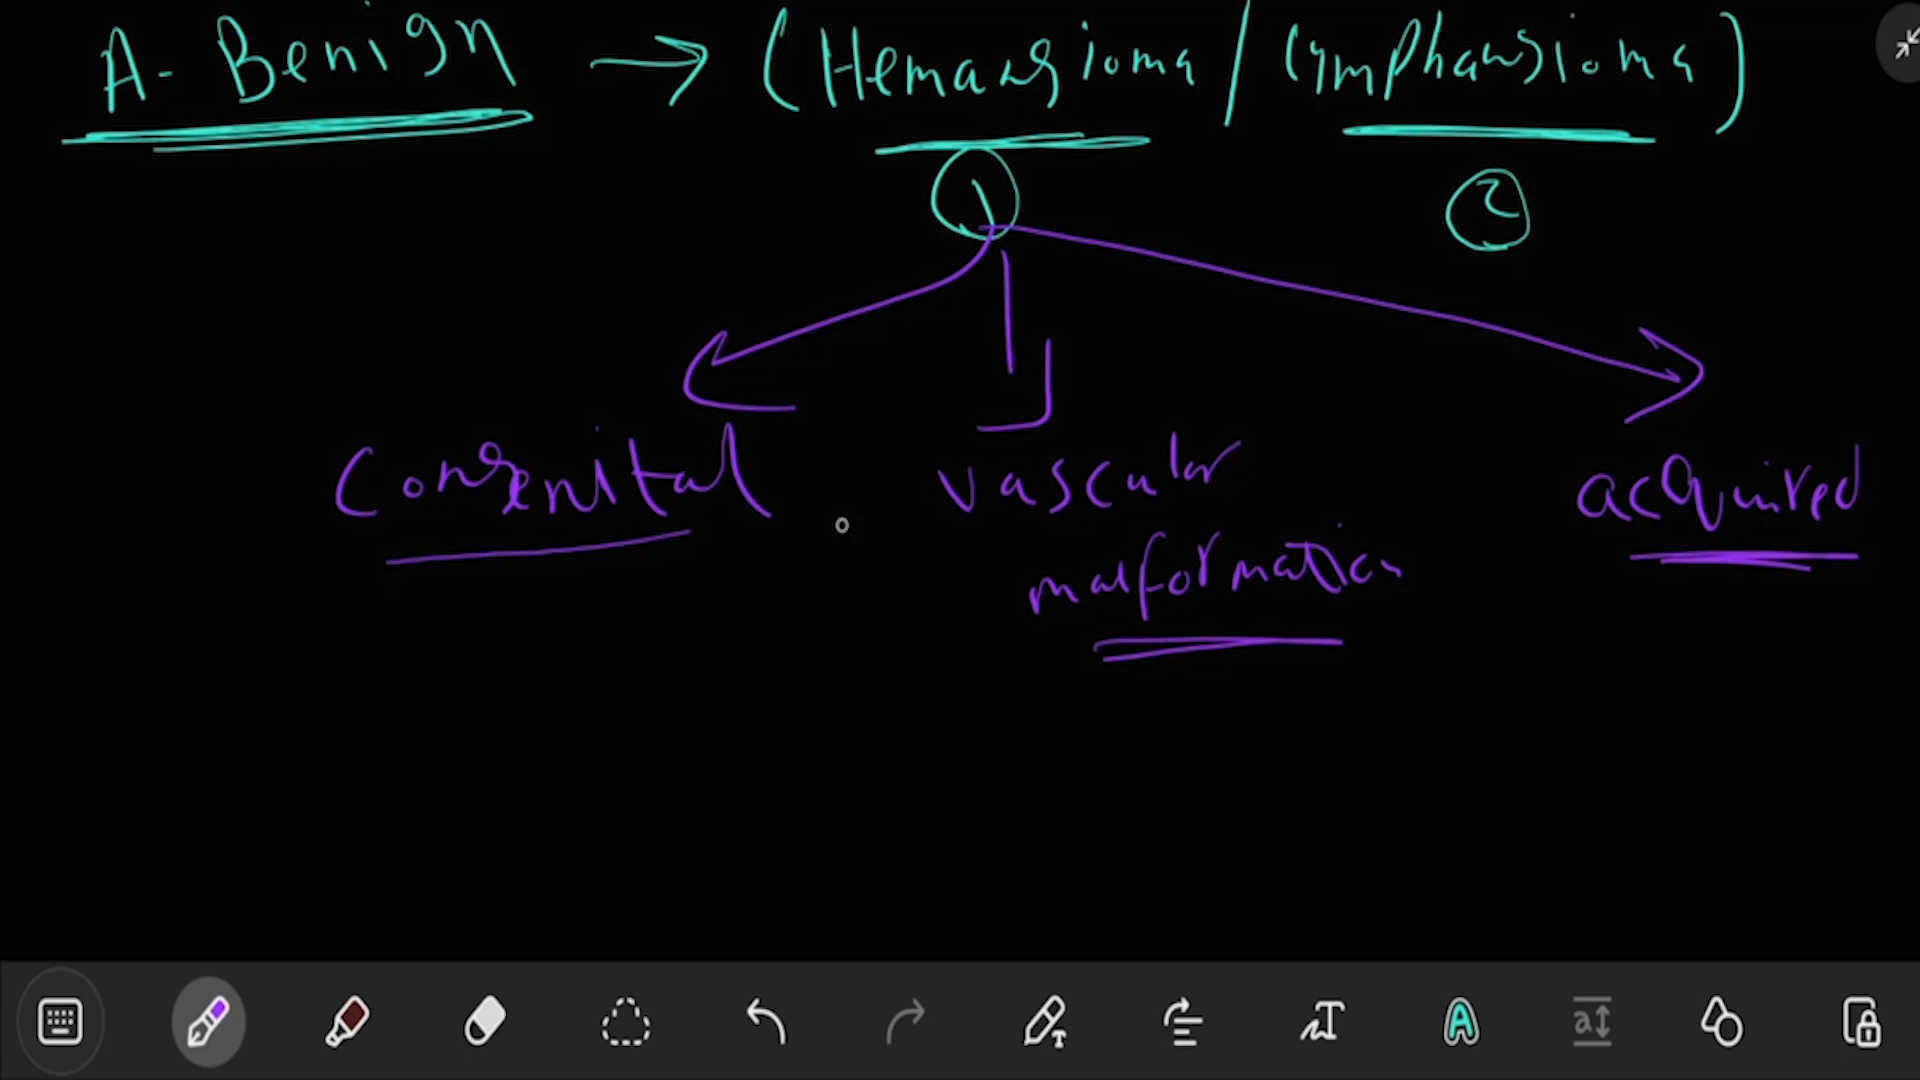 A- Benign → (Hemangioma / Lymphangioma)
1 2
Congenital vascular acquired
malformation